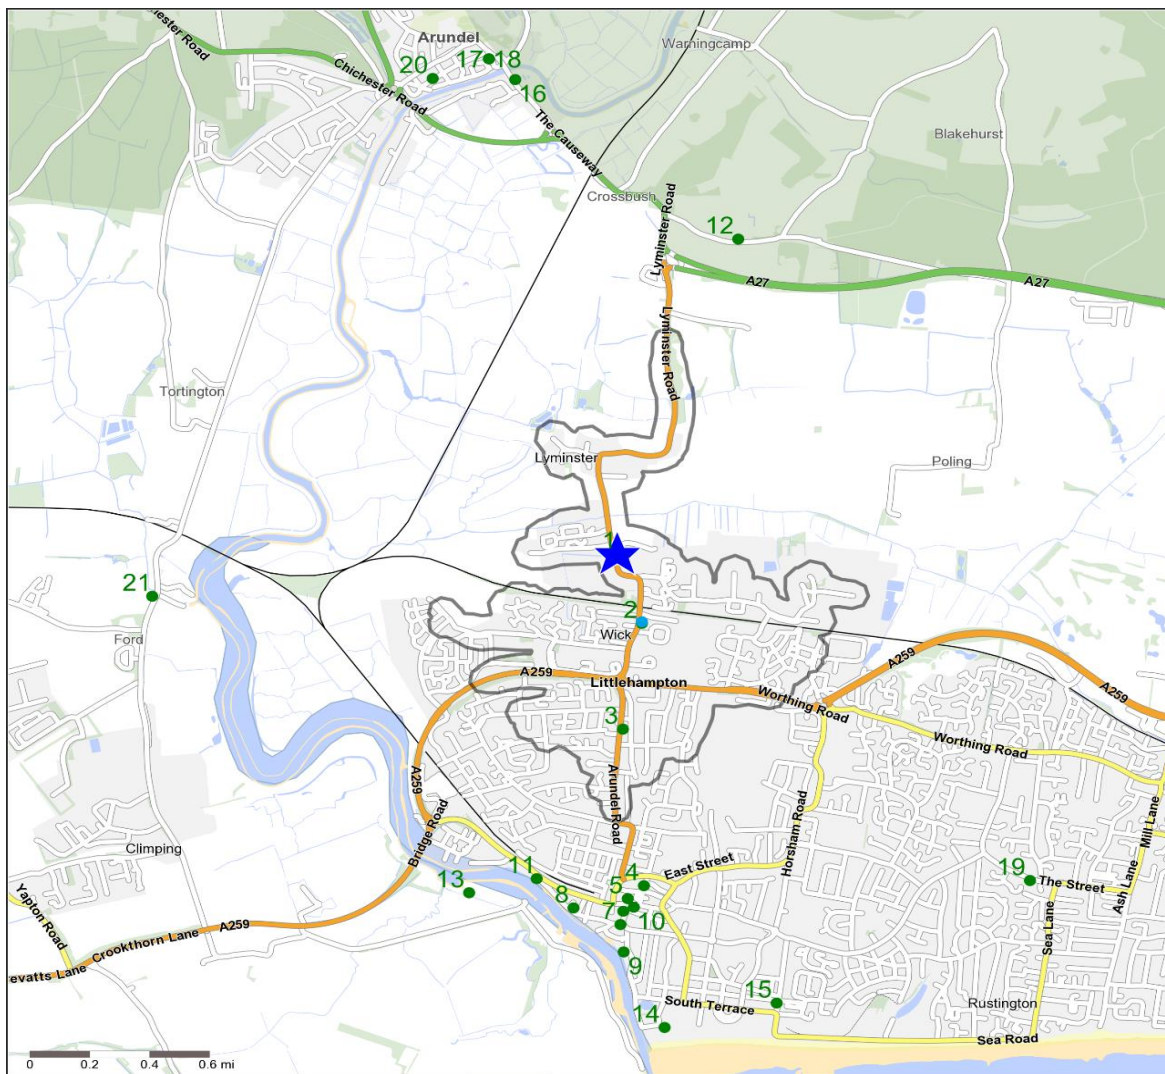 ester Road
Arundel
Warningcamp
20
17
18
16
Chichester Road
The Causeway
Blakehurst
Crossbush
Lyminster Road
12
A27
A27
Lyminster Road
Tortington
Lyminster
Poling
1
21
2
Ford
Wick
A259
A259
Littlehampton
A259
Worthing Road
3
Worthing Road
A259
Arundel Road
Horsham Road
Mill Lane
Bridge Road
Climping
East Street
11
4
19
The Street
13
5
8
7
10
Ash Lane
Yapton Road
A259
Crookthorn Lane
Sea Lane
evatts Lane
9
15
South Terrace
Rustington
14
Sea Road
0 0.2 0.4 0.6 mi